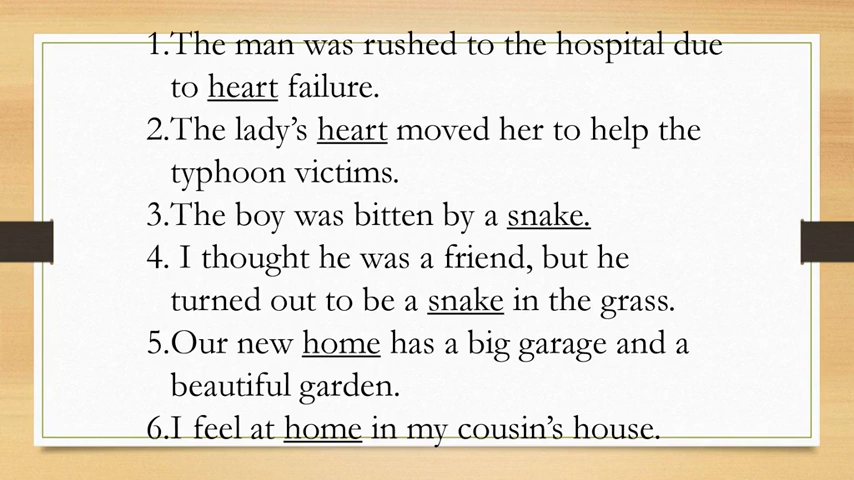 1.The man was rushed to the hospital due
to heart failure.
2.The lady’s heart moved her to help the
typhoon victims.
3.The boy was bitten by a snake.
4. I thought he was a friend, but he
turned out to be a snake in the grass.
5.Our new home has a big garage and a
beautiful garden.
6.I feel at home in my cousin’s house.